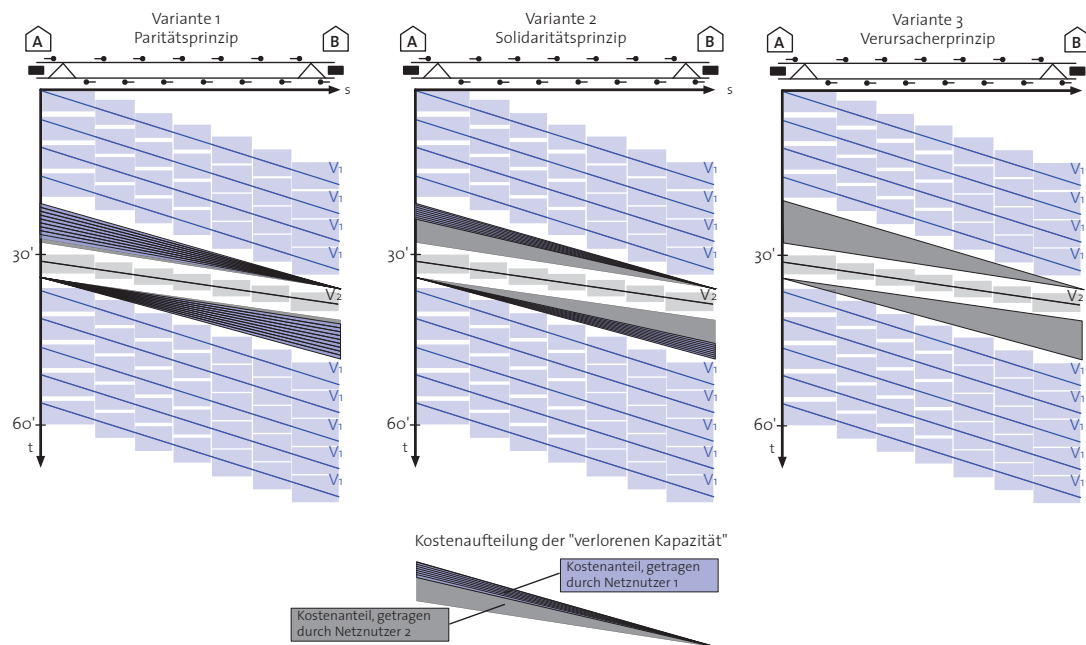 Variante 1
Paritätsprinzip
A
B
s
V1
V1
V1
V1
30'
V2
V1
V1
V1
V1
V1
60'
t
Variante 2
Solidaritätsprinzip
A
B
s
V1
V1
V1
V1
30'
V2
V1
V1
V1
V1
V1
60'
t
Variante 3
Verursacherprinzip
A
B
s
V1
V1
V1
V1
30'
V2
V1
V1
V1
V1
V1
60'
t
Kostenaufteilung der "verlorenen Kapazität"
Kostenanteil, getragen
durch Netznutzer 1
Kostenanteil, getragen
durch Netznutzer 2